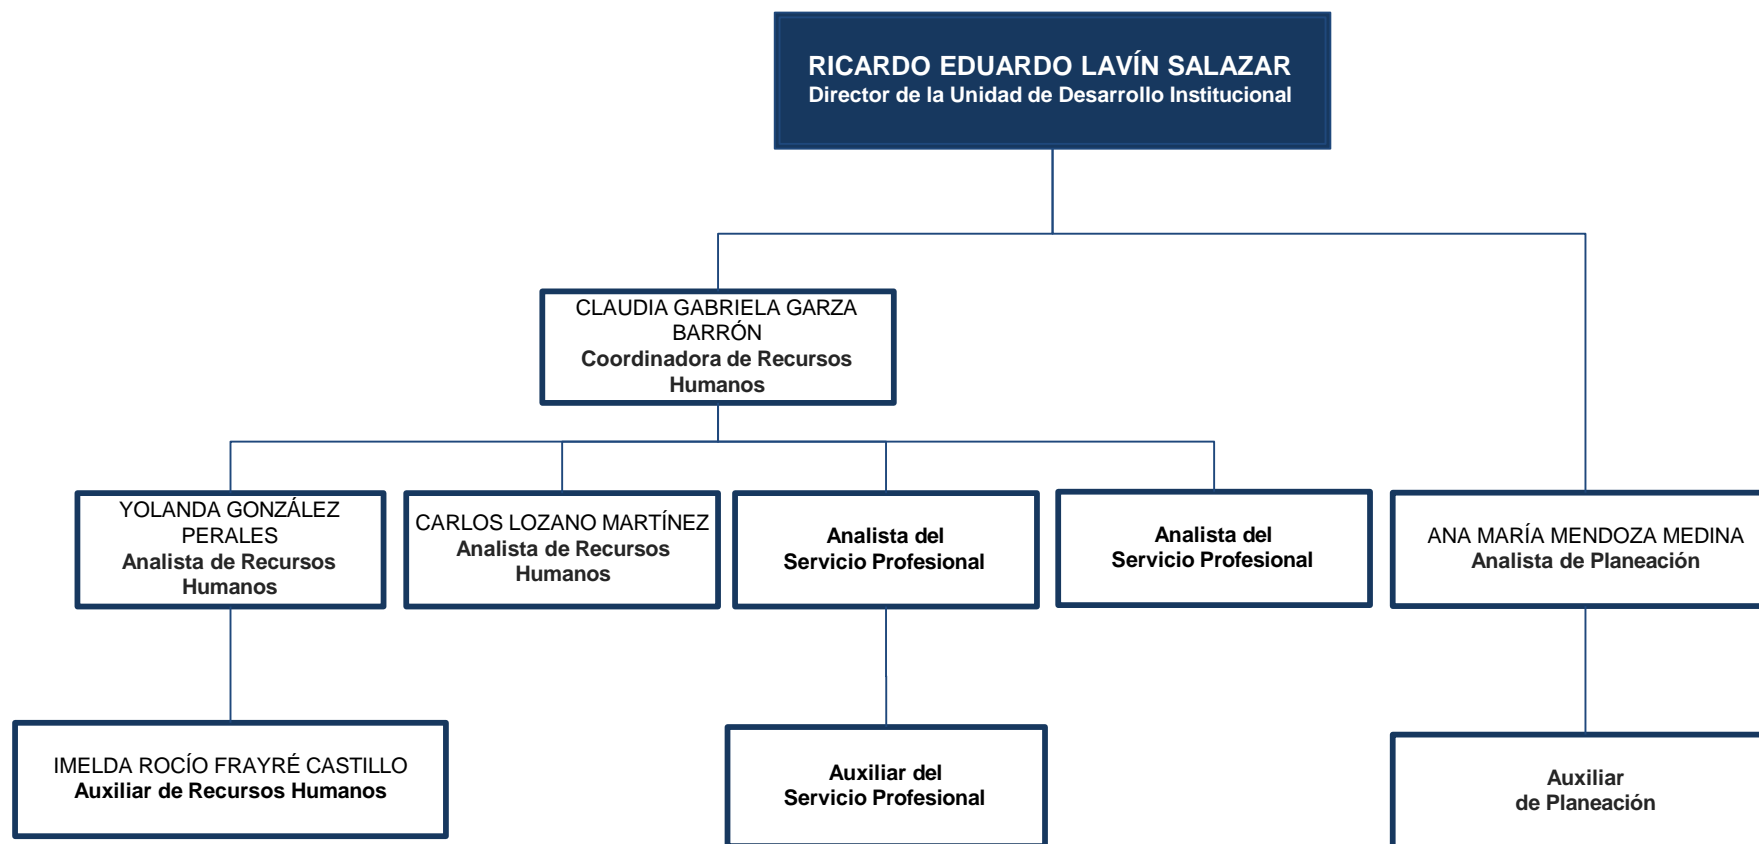 RICARDO EDUARDO LAVÍN SALAZAR
Director de la Unidad de Desarrollo Institucional
CLAUDIA GABRIELA GARZA
BARRÓN
Coordinadora de Recursos
Humanos
YOLANDA GONZÁLEZ
PERALES
Analista de Recursos
Humanos
CARLOS LOZANO MARTÍNEZ
Analista de Recursos
Humanos
Analista del
Servicio Profesional
Analista del
Servicio Profesional
ANA MARÍA MENDOZA MEDINA
Analista de Planeación
IMELDA ROCÍO FRAYRÉ CASTILLO
Auxiliar de Recursos Humanos
Auxiliar del
Servicio Profesional
Auxiliar
de Planeación